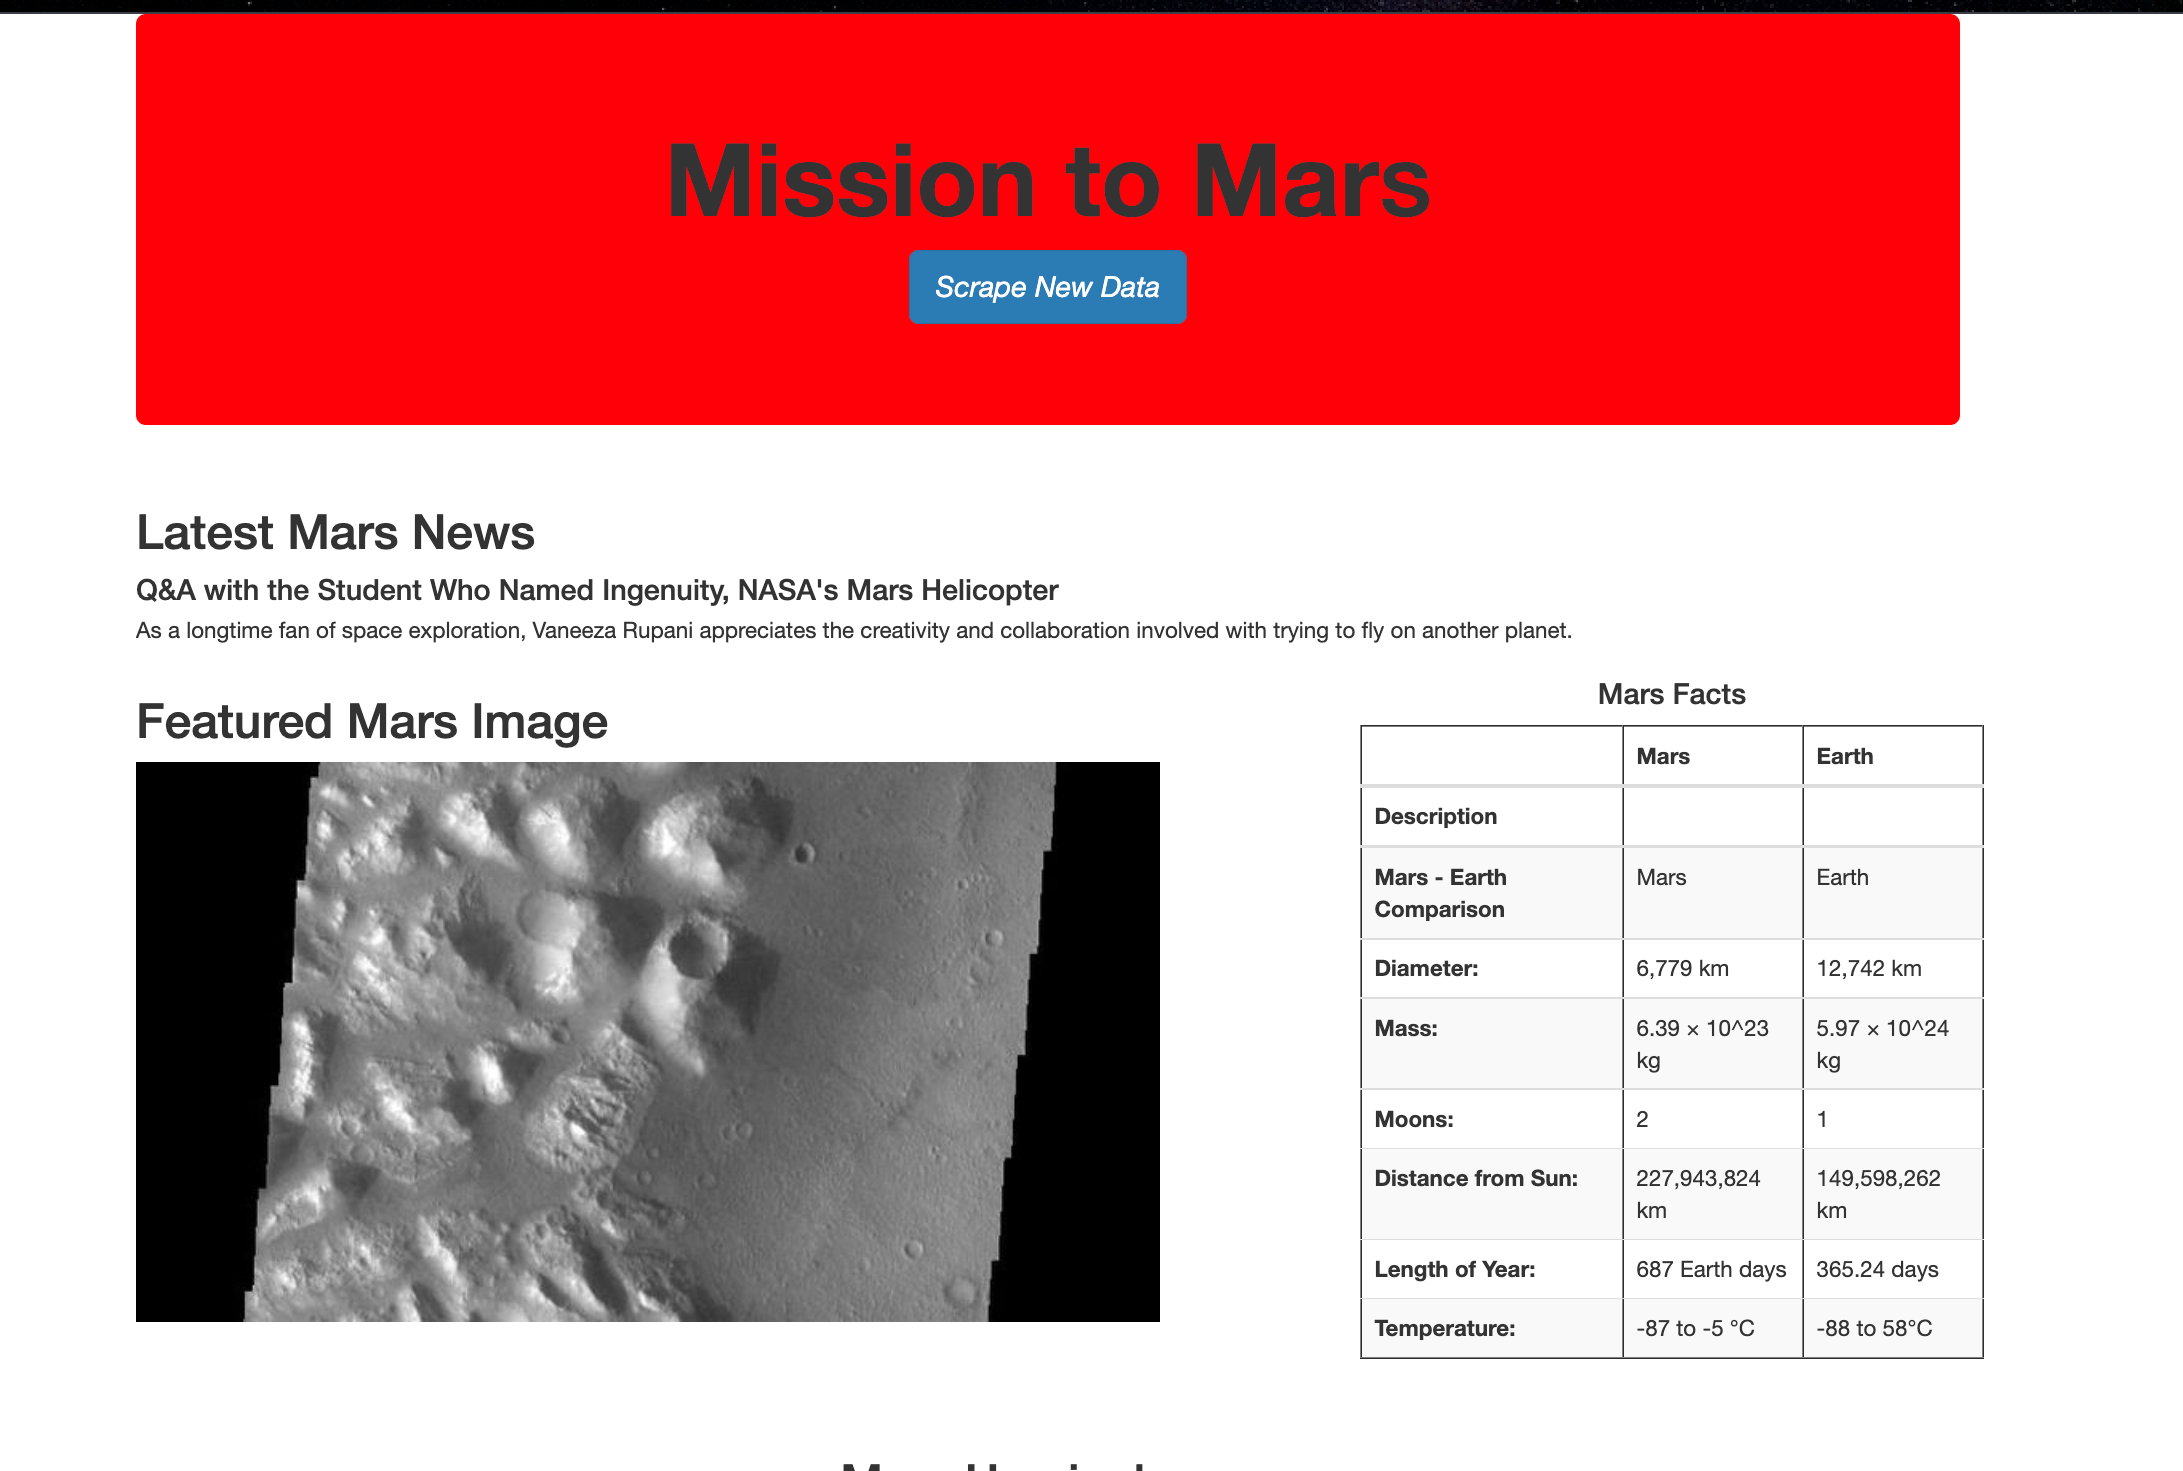 Mission to Mars
Scrape New Data
Latest Mars News
Q&A with the Student Who Named Ingenuity, NASA's Mars Helicopter
As a longtime fan of space exploration, Vaneeza Rupani appreciates the creativity and collaboration involved with trying to fly on another planet.
Featured Mars Image
Mars Facts
Mars Earth
Description
Mars - Earth Comparison Mars Earth
Diameter: 6,779 km 12,742 km
Mass: 6.39 × 10^23 kg 5.97 × 10^24 kg
Moons: 2 1
Distance from Sun: 227,943,824 km 149,598,262 km
Length of Year: 687 Earth days 365.24 days
Temperature: -87 to -5 °C -88 to 58°C